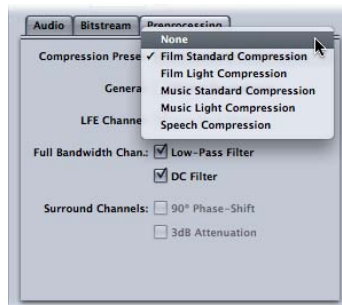 Audio Bitstream Preprocessing
None
Compression Prese ✓ Film Standard Compression
Film Light Compression
Genera Music Standard Compression
Music Light Compression
LFE Channe Speech Compression
Full Bandwidth Chan.: Low-Pass Filter
DC Filter
Surround Channels: 90° Phase-Shift
3dB Attenuation